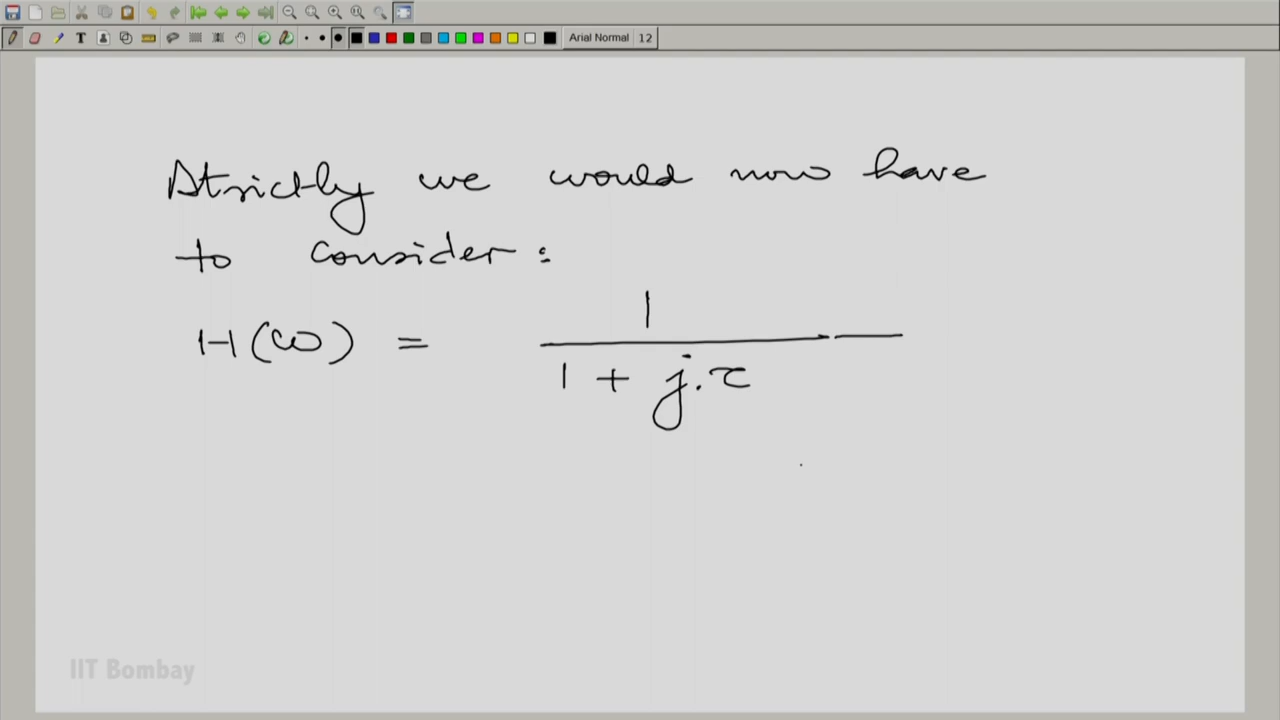 Arial Normal 12
Strictly we would now have
to consider:
H(ω) = 1 / (1 + j.τ
IIT Bombay